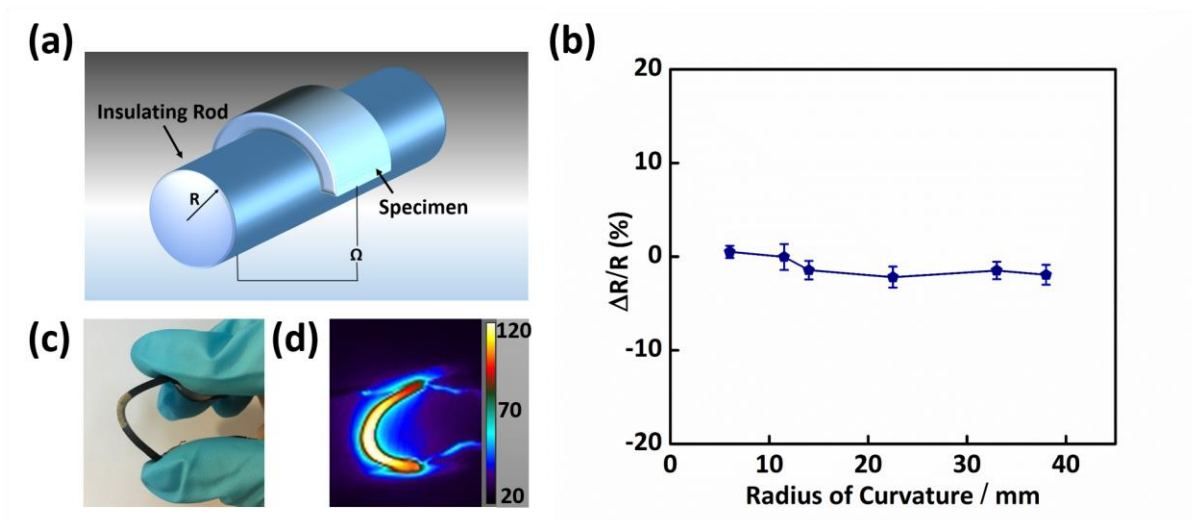 (a)
Insulating Rod
R
Specimen
Ω
(b)
20
10
0
-10
-20
ΔR/R (%)
0 10 20 30 40
Radius of Curvature / mm
(c)
(d)
120
70
20